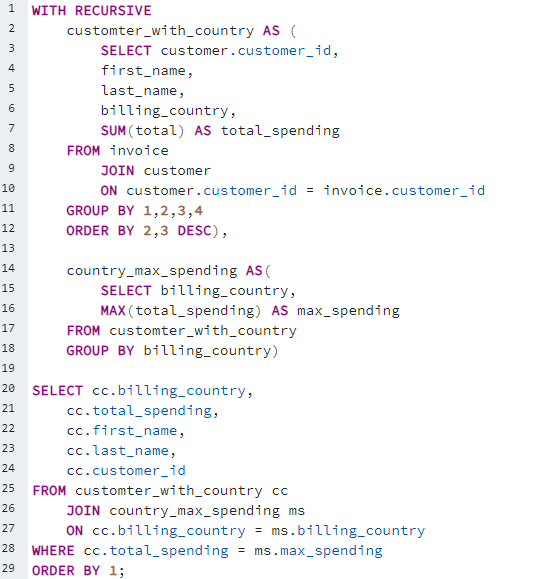 1 WITH RECURSIVE
2 customter_with_country AS (
3 SELECT customer.customer_id,
4 first_name,
5 last_name,
6 billing_country,
7 SUM(total) AS total_spending
8 FROM invoice
9 JOIN customer
10 ON customer.customer_id = invoice.customer_id
11 GROUP BY 1,2,3,4
12 ORDER BY 2,3 DESC),
13
14 country_max_spending AS(
15 SELECT billing_country,
16 MAX(total_spending) AS max_spending
17 FROM customter_with_country
18 GROUP BY billing_country)
19
20 SELECT cc.billing_country,
21 cc.total_spending,
22 cc.first_name,
23 cc.last_name,
24 cc.customer_id
25 FROM customter_with_country cc
26 JOIN country_max_spending ms
27 ON cc.billing_country = ms.billing_country
28 WHERE cc.total_spending = ms.max_spending
29 ORDER BY 1;